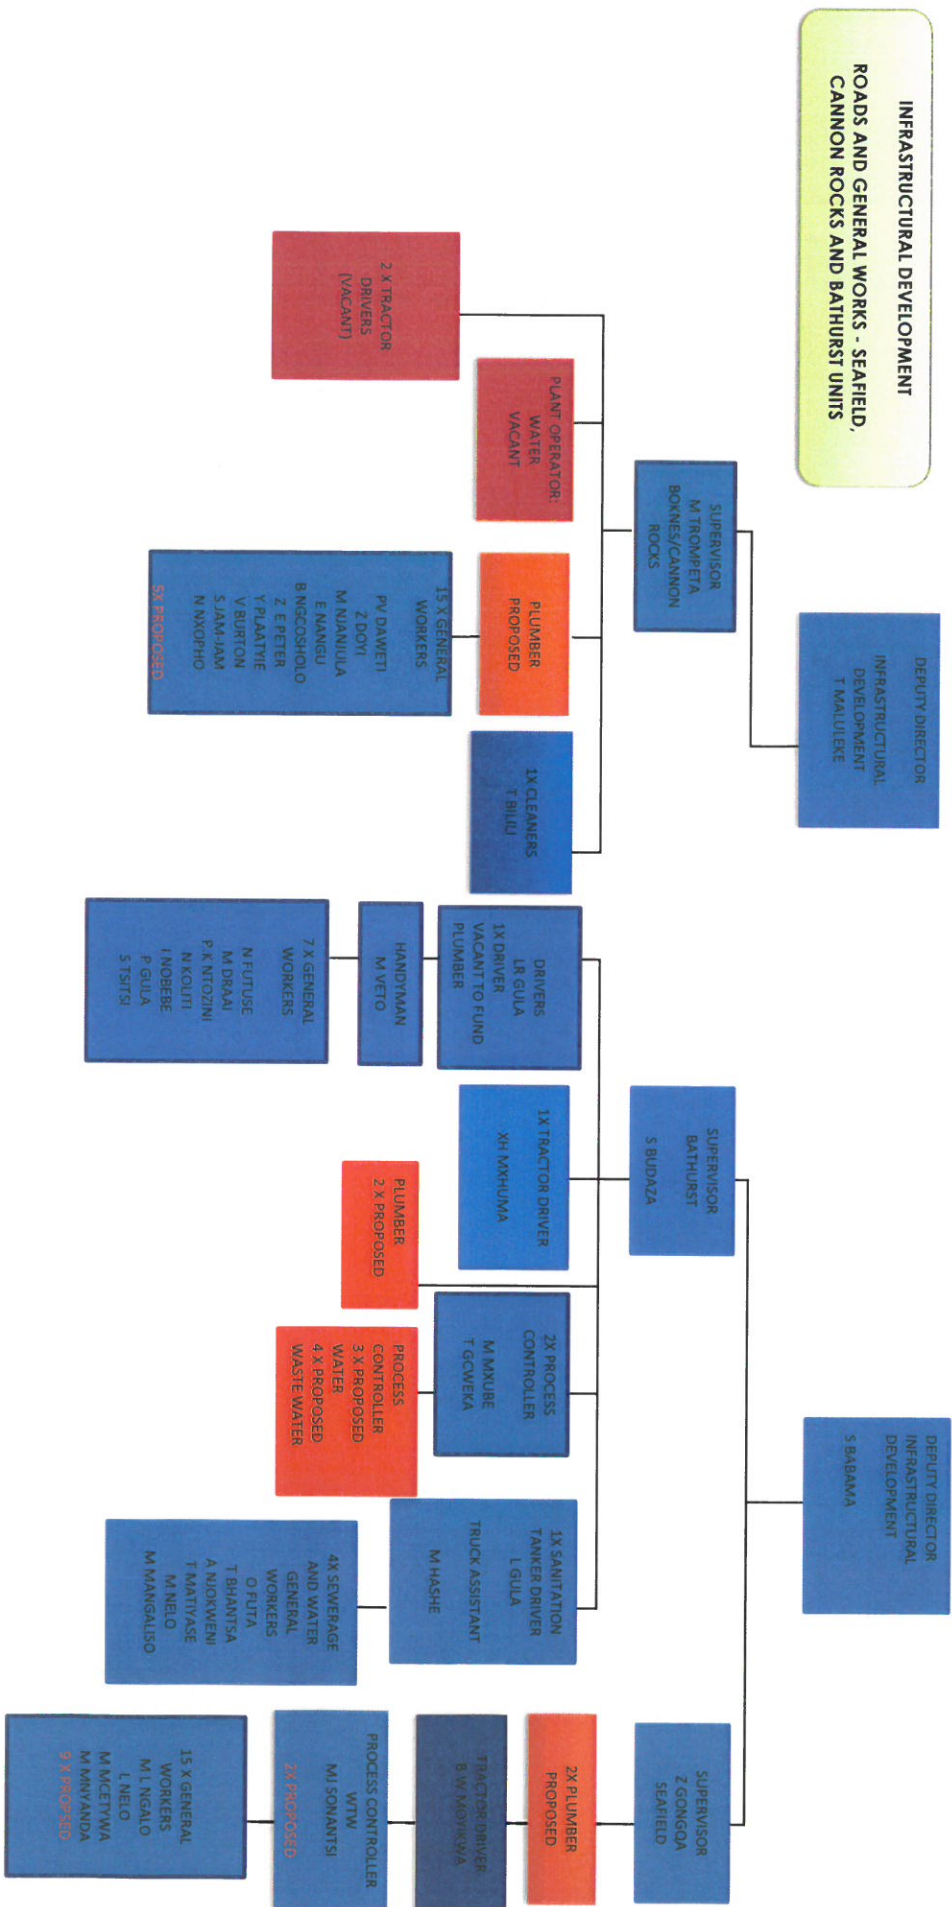 INFRASTRUCTURAL DEVELOPMENT
ROADS AND GENERAL WORKS - SEAFIELD,
CANNON ROCKS AND BATHURST UNITS
DEPUTY DIRECTOR
INFRASTRUCTURAL
DEVELOPMENT
T MALULEKE
SUPERVISOR
M TROMPETA
BOKNES/CANNON
ROCKS
2 X TRACTOR
DRIVERS
(VACANT)
PLANT OPERATOR:
WATER
VACANT
PLUMBER
PROPOSED
15 X GENERAL
WORKERS
PV DAWETI
Z DOYI
M NJANJULA
E NANGU
B NGCOSHOLO
Z E PETER
Y PLAATYIE
V BURTON
S JAM-JAM
N NXOPHO
5X PROPOSED
1X CLEANERS
T BILILI
DEPUTY DIRECTOR
INFRASTRUCTURAL
DEVELOPMENT
S BABAMA
SUPERVISOR
BATHURST
S BUDAZA
DRIVERS
LR GULA
1X DRIVER
VACANT TO FUND
PLUMBER
HANDYMAN
M VETO
7 X GENERAL
WORKERS
N FUTUSE
M DRAAI
P.K NTOZINI
N KOLITI
I NOBEBE
P GULA
S TSITSI
1X TRACTOR DRIVER
XH MXHUMA
PLUMBER
2 X PROPOSED
2X PROCESS
CONTROLLER
M MXUBE
T GCWEKA
PROCESS
CONTROLLER
3 X PROPOSED
WATER
4 X PROPOSED
WASTE WATER
1X SANITATION
TANKER DRIVER
L GULA
TRUCK ASSISTANT
M HASHE
4X SEWERAGE
AND WATER
GENERAL
WORKERS
O FUTA
T BHANTSA
A NJOKWENI
T MATIYASE
M NELO
M MANGALISO
SUPERVISOR
Z GONGQA
SEAFIELD
2X PLUMBER
PROPOSED
TRACTOR DRIVER
B W MOYIKWA
PROCESS CONTROLLER
WTW
MJ SONANTSI
2X PROPOSED
15 X GENERAL
WORKERS
M L NGALO
L NELO
M MCETYWA
M MNYANDA
9 X PROPSED